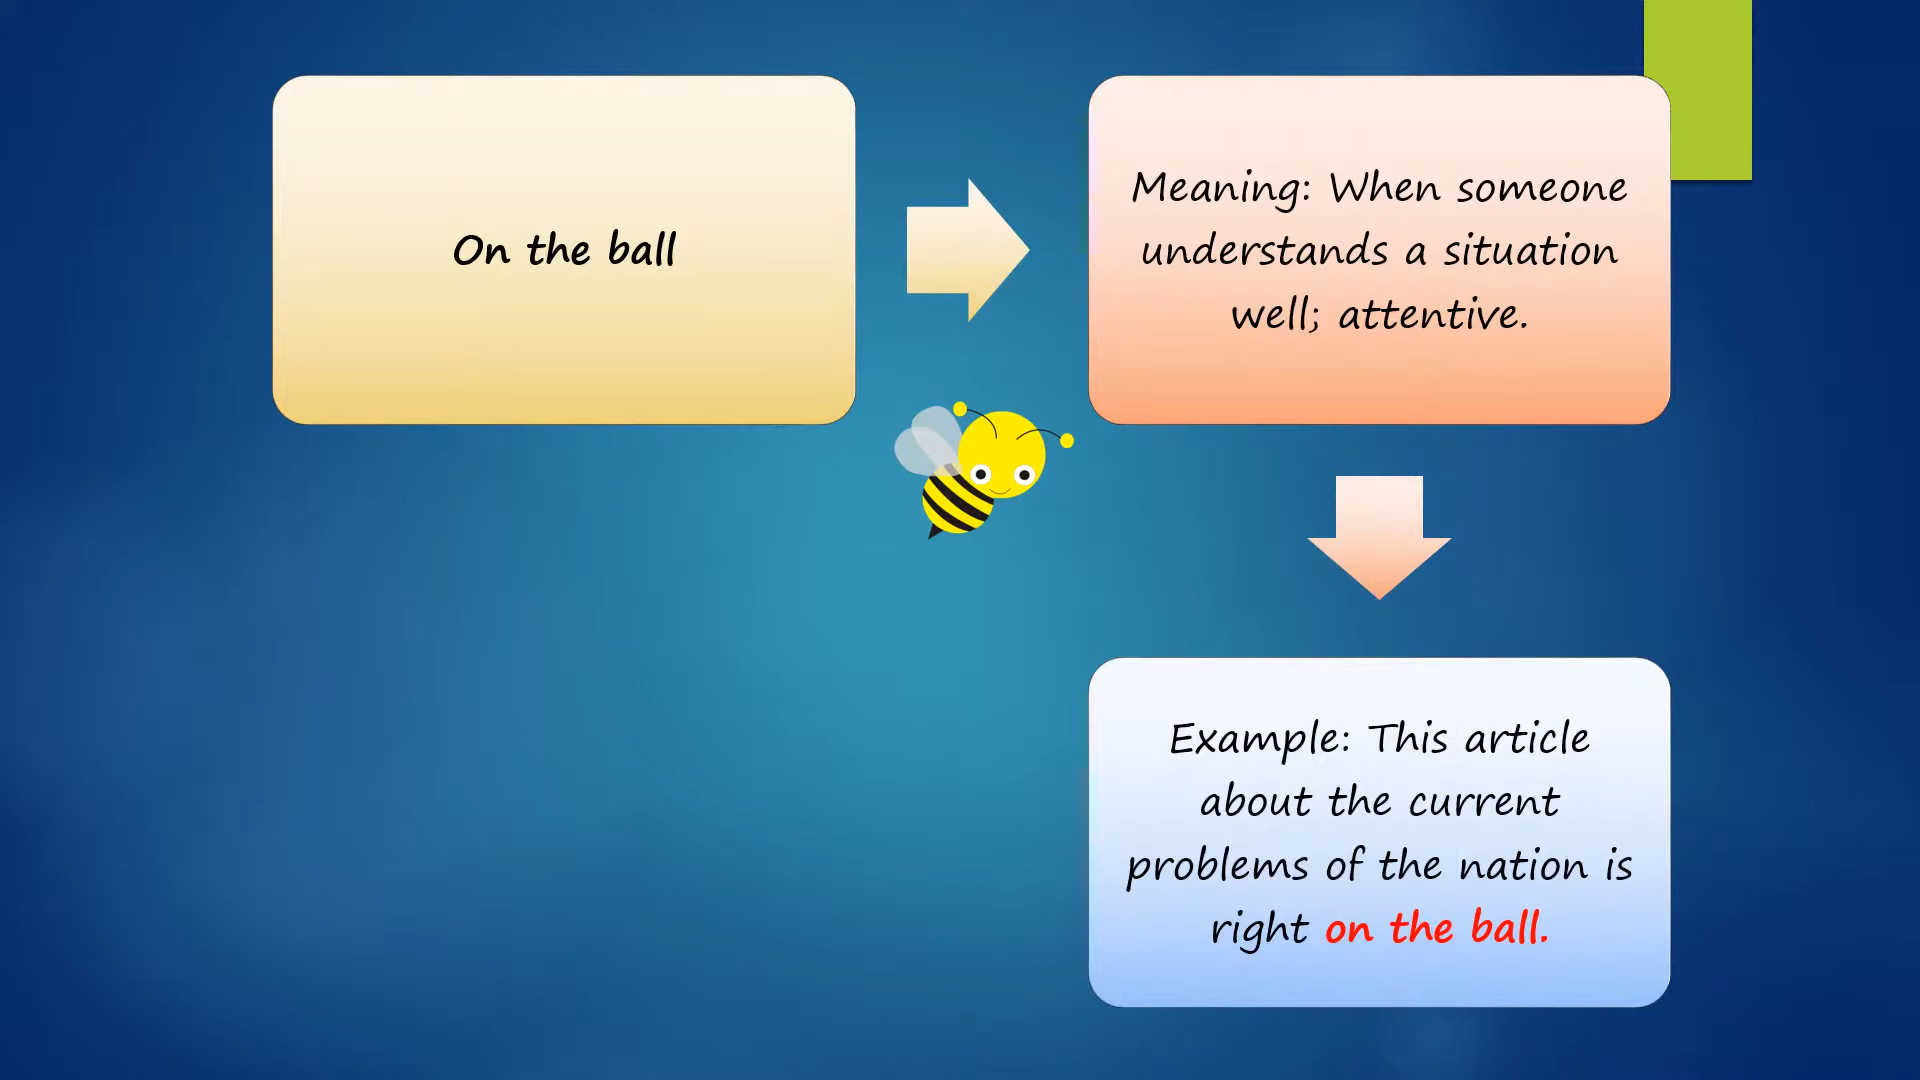 On the ball
Meaning: When someone
understands a situation
well; attentive.
Example: This article
about the current
problems of the nation is
right on the ball.